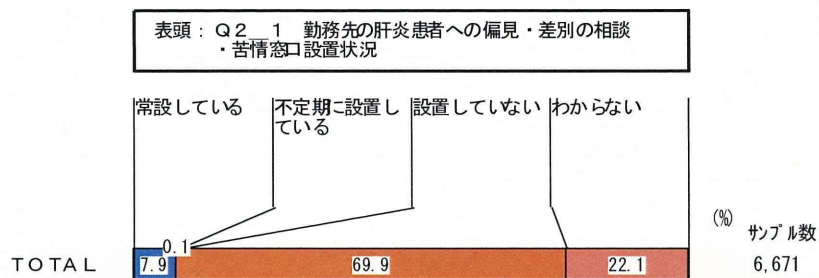 表頭：Ｑ２＿１　勤務先の肝炎患者への偏見・差別の相談
・苦情窓口設置状況
常設している
不定期に設置し
ている
設置していない
わからない
(%)
サンプル数
0.1
ＴＯＴＡＬ
7.9
69.9
22.1
6,671